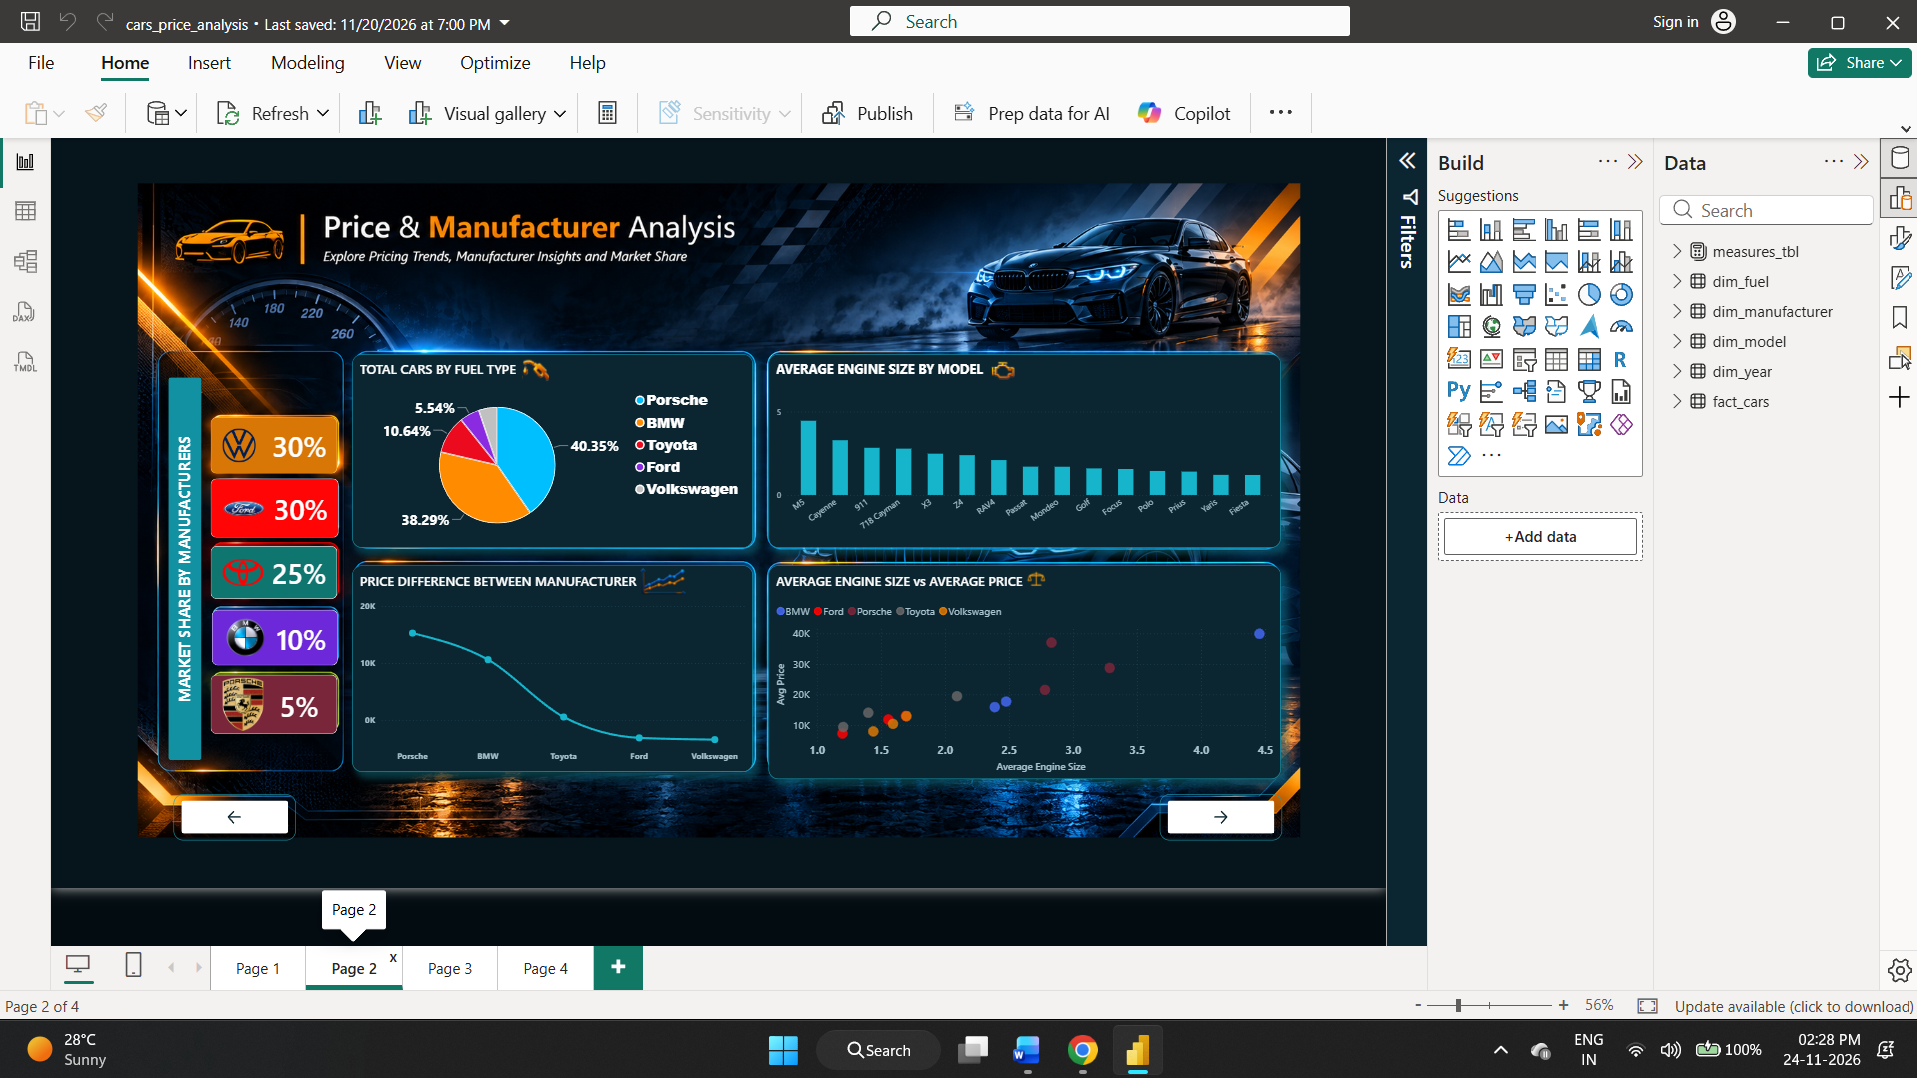 cars_price_analysis • Last saved: 11/20/2026 at 7:00 PM
Search
Sign in
File
Home
Insert
Modeling
View
Optimize
Help
Share
Refresh
Visual gallery
Sensitivity
Publish
Prep data for AI
Copilot
DAX
TMDL
Price & Manufacturer Analysis
Explore Pricing Trends, Manufacturer Insights and Market Share
140
180
220
260
MARKET SHARE BY MANUFACTURERS
30%
Ford
30%
25%
BMW
10%
PORSCHE
5%
TOTAL CARS BY FUEL TYPE
5.54%
10.64%
40.35%
38.29%
Porsche
BMW
Toyota
Ford
Volkswagen
AVERAGE ENGINE SIZE BY MODEL
5
0
M5
Cayenne
911
718 Cayman
X3
Z4
RAV4
Passat
Mondeo
Golf
Focus
Polo
Prius
Yaris
Fiesta
PRICE DIFFERENCE BETWEEN MANUFACTURER
20K
10K
0K
Porsche
BMW
Toyota
Ford
Volkswagen
AVERAGE ENGINE SIZE vs AVERAGE PRICE
BMW Ford Porsche Toyota Volkswagen
Avg Price
40K
30K
20K
10K
1.0 1.5 2.0 2.5 3.0 3.5 4.0 4.5
Average Engine Size
Filters
Build
Suggestions
123
R
Py
Data
+Add data
Data
Search
measures_tbl
dim_fuel
dim_manufacturer
dim_model
dim_year
fact_cars
Page 2
Page 1
Page 2
x
Page 3
Page 4
Page 2 of 4
56%
Update available (click to download)
28°C
Sunny
Search
ENG
IN
100%
02:28 PM
24-11-2026